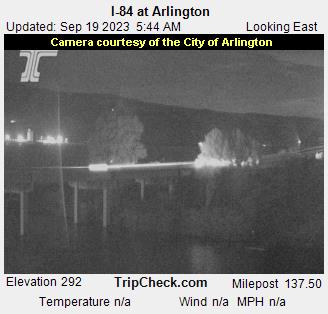 I-84 at Arlington
Updated: Sep 19 2023 5:44 AM Looking East
Camera courtesy of the City of Arlington
Elevation 292 TripCheck.com Milepost 137.50
Temperature n/a Wind n/a MPH n/a